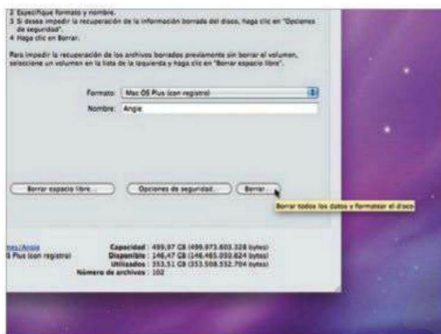 2 Especifique formato y nombre.
3 Si desea impedir la recuperación de la información borrada del disco, haga clic en "Opciones
de seguridad".
4 Haga clic en Borrar.
Para impedir la recuperación de los archivos borrados previamente sin borrar el volumen,
seleccione un volumen en la lista de la izquierda y haga clic en "Borrar espacio libre".
Formato: Mac OS Plus (con registro)
Nombre: Angie
Borrar espacio libre... Opciones de seguridad... Borrar...
Borrar todos los datos y formatear el disco
mes/Angie Capacidad : 499,97 GB (499.973.603.328 bytes)
S Plus (con registro) Disponible : 146,47 GB (146.465.050.624 bytes)
Utilizados : 353,51 GB (353.508.552.704 bytes)
Número de archivos : 102